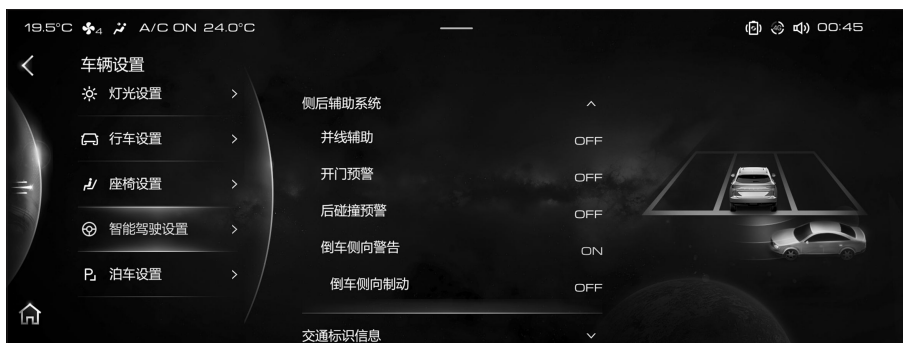 19.5°C 4 A/C ON 24.0°C 00:45
车辆设置
灯光设置
行车设置
座椅设置
智能驾驶设置
泊车设置
侧后辅助系统
并线辅助 OFF
开门预警 OFF
后碰撞预警 OFF
倒车侧向警告 ON
倒车侧向制动 OFF
交通标识信息